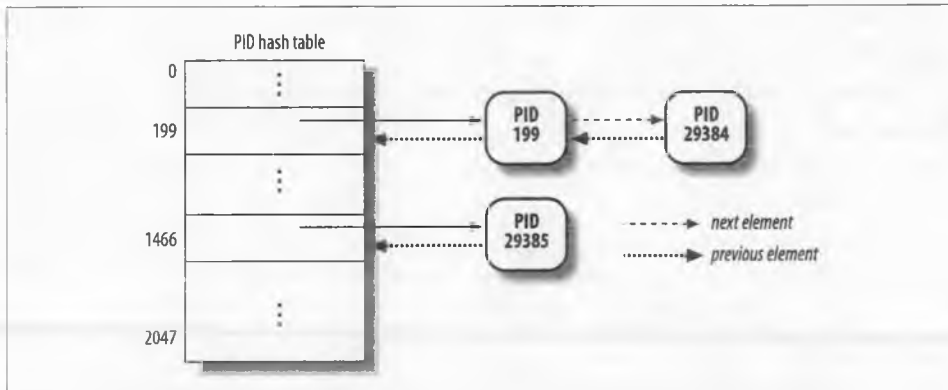 PID hash table
0
199
1466
2047
PID
199
PID
29384
PID
29385
next element
previous element